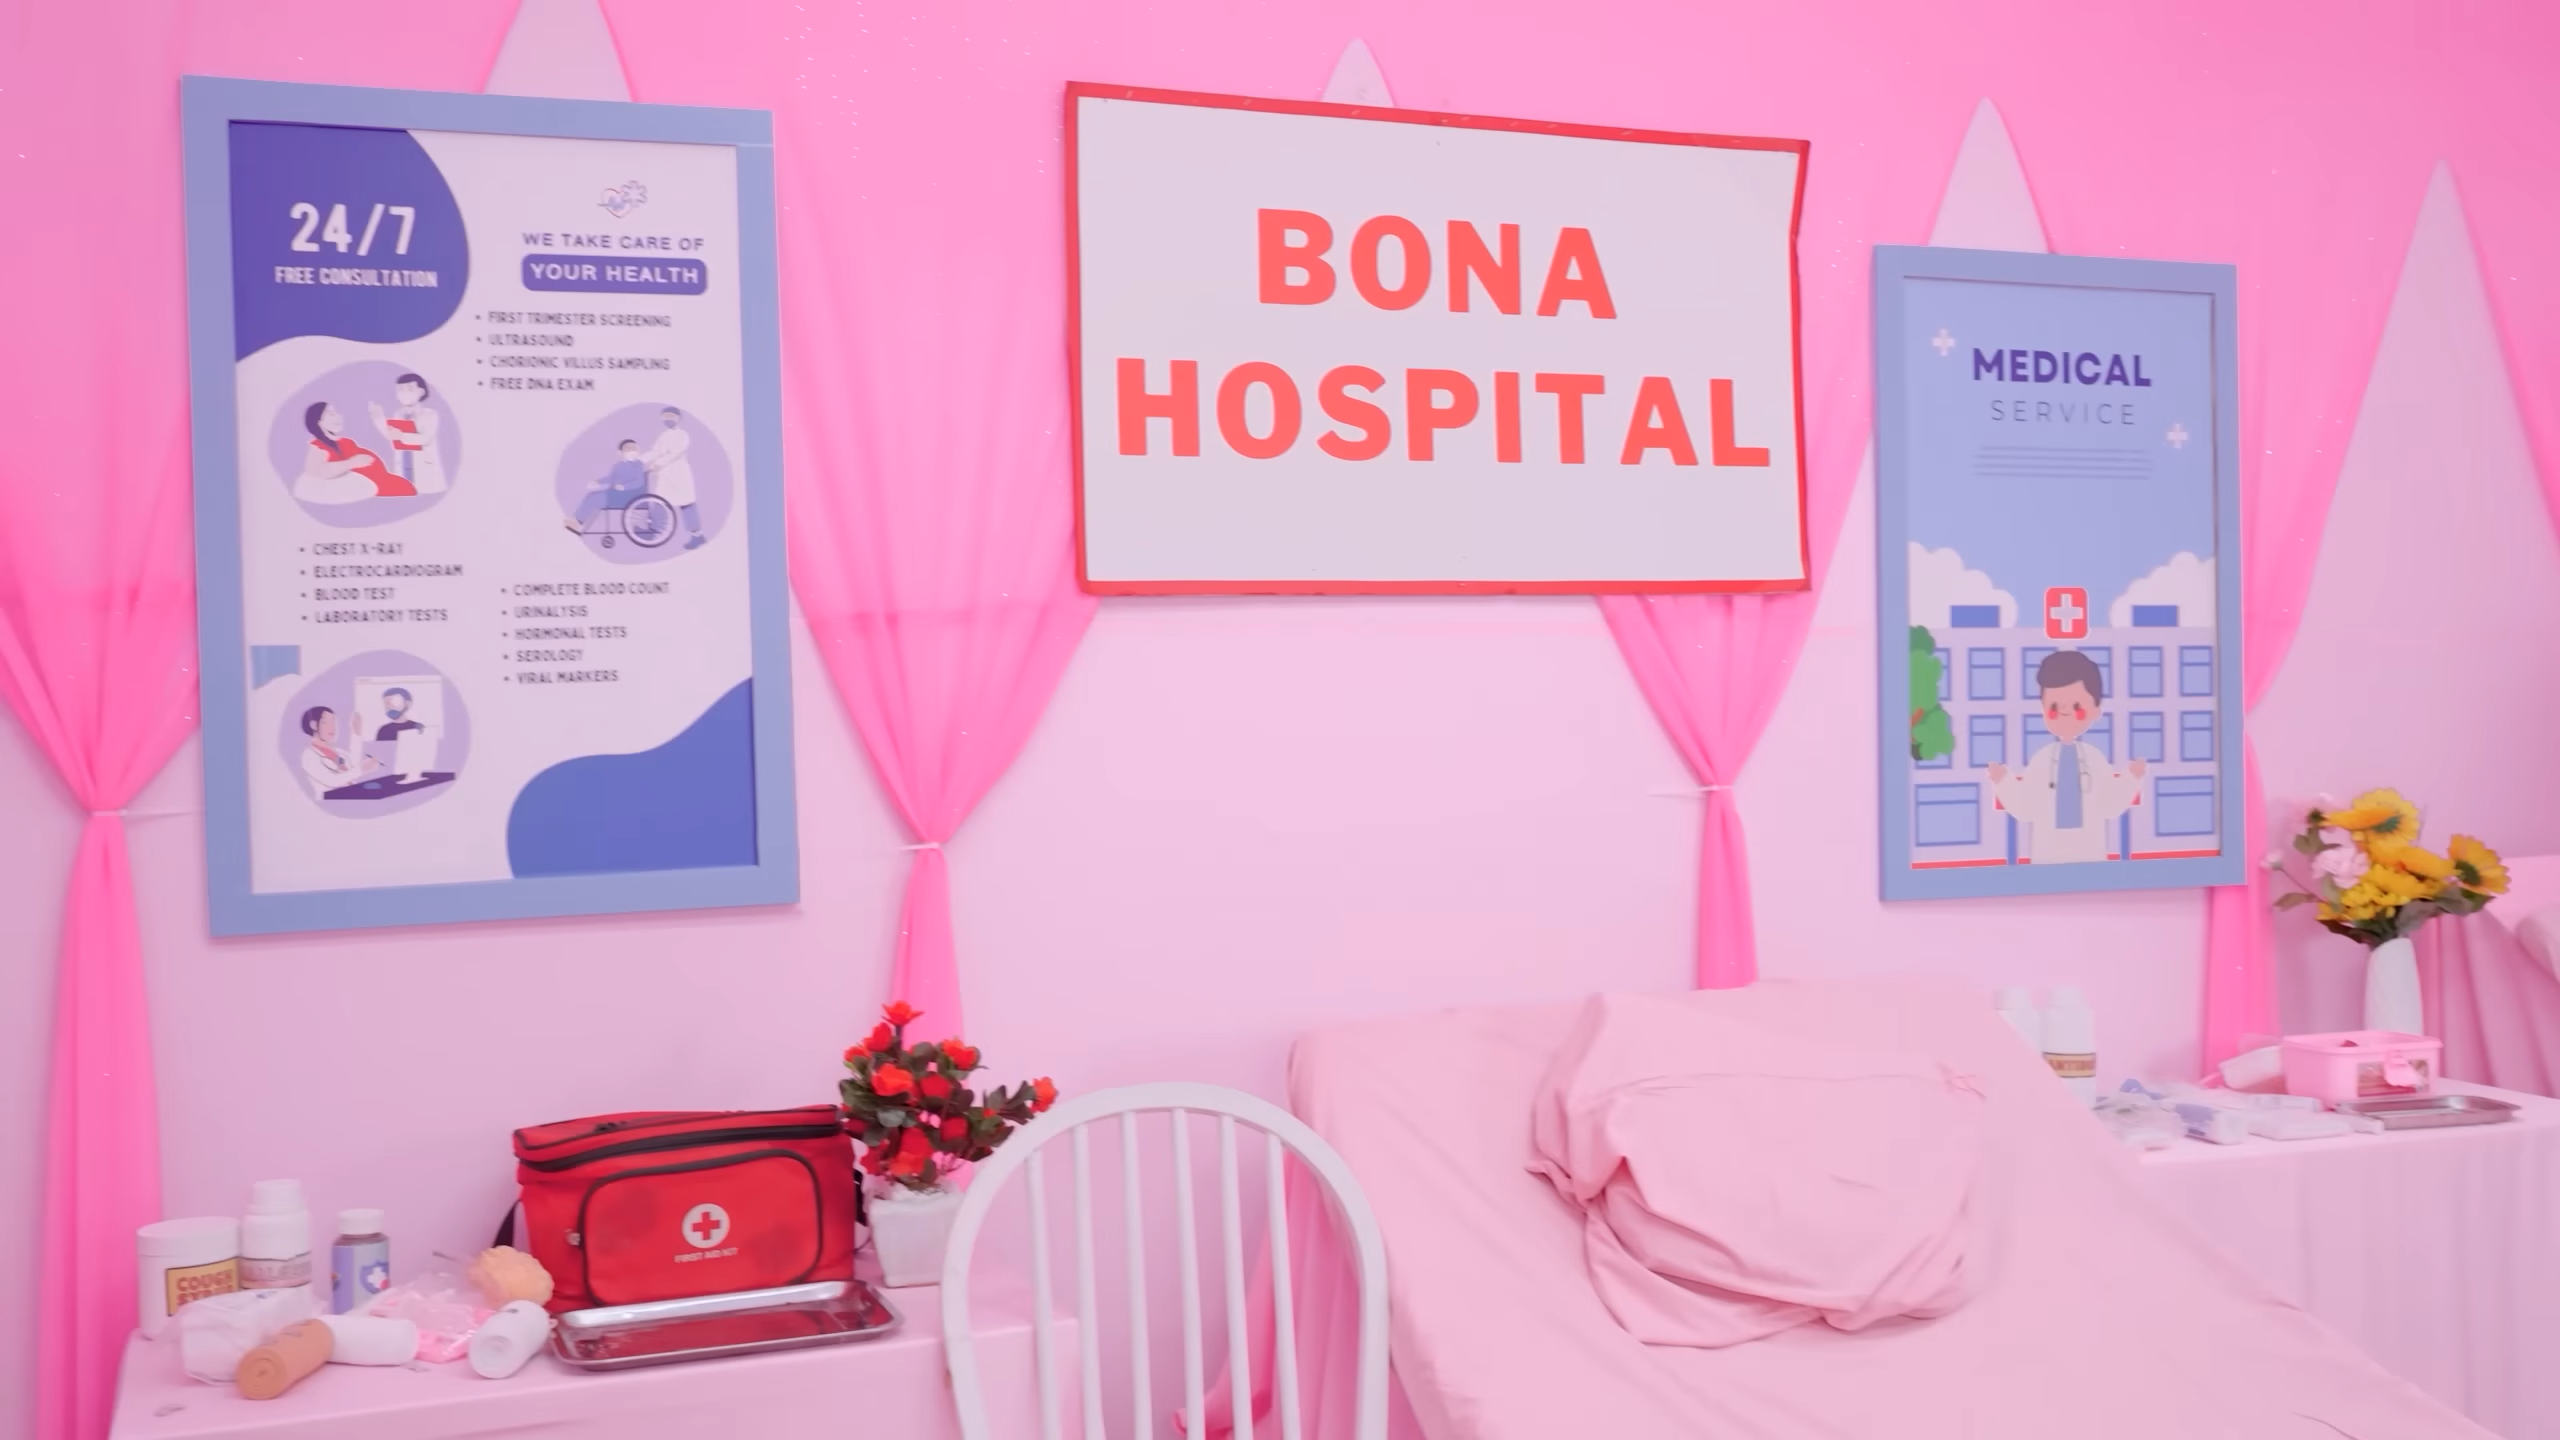 24/7
FREE CONSULTATION
WE TAKE CARE OF
YOUR HEALTH
• FIRST TRIMESTER SCREENING
• ULTRASOUND
• CHORIONIC VILLUS SAMPLING
• FREE DNA EXAM
• CHEST X-RAY
• ELECTROCARDIOGRAM
• BLOOD TEST
• LABORATORY TESTS
• COMPLETE BLOOD COUNT
• URINALYSIS
• HORMONAL TESTS
• SEROLOGY
• VIRAL MARKERS
BONA
HOSPITAL
MEDICAL
SERVICE
FIRST AID KIT
COUGH
SYRUP